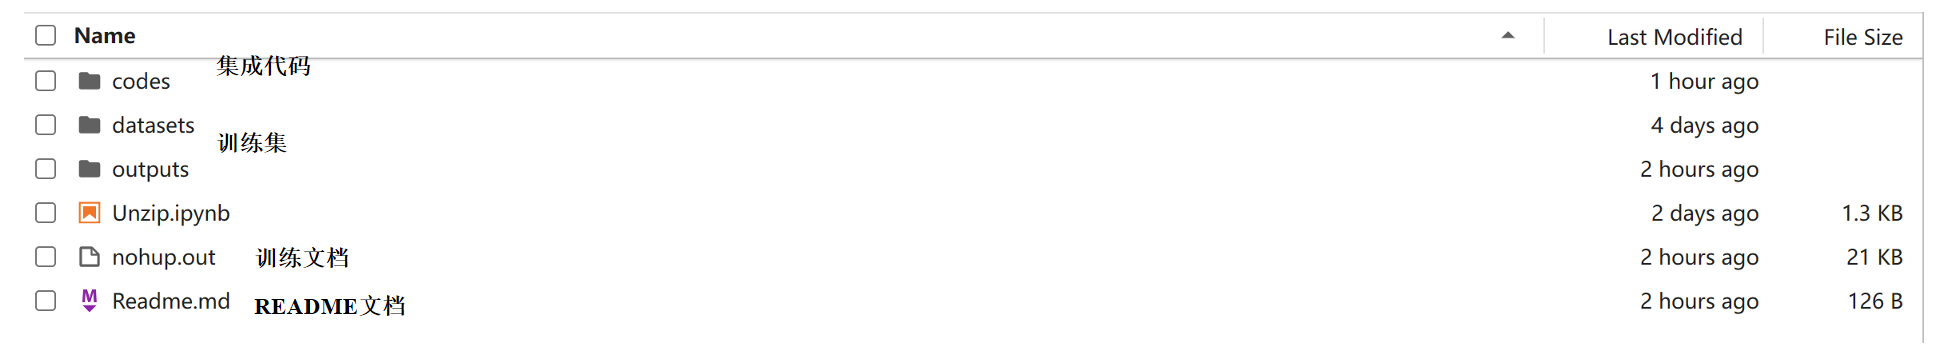 Name Last Modified File Size
集成代码
codes 1 hour ago
datasets 4 days ago
训练集
outputs 2 hours ago
Unzip.ipynb 2 days ago 1.3 KB
nohup.out 训练文档 2 hours ago 21 KB
M Readme.md README文档 2 hours ago 126 B